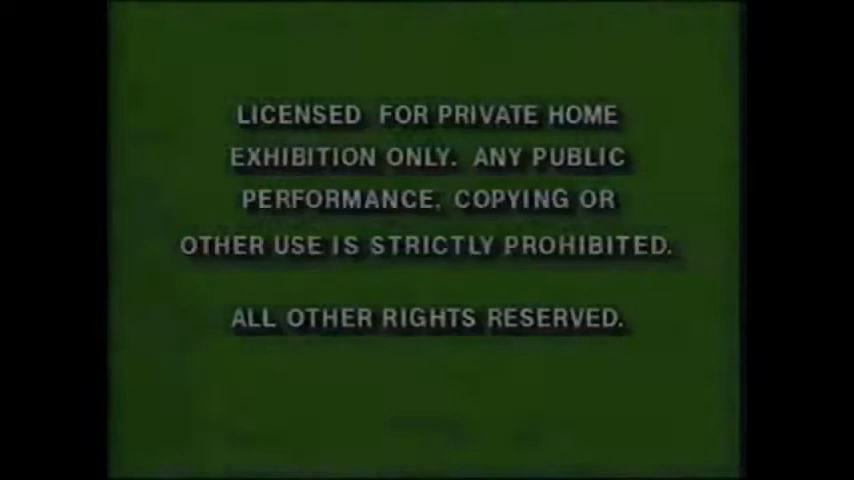 LICENSED FOR PRIVATE HOME
EXHIBITION ONLY. ANY PUBLIC
PERFORMANCE, COPYING OR
OTHER USE IS STRICTLY PROHIBITED.
ALL OTHER RIGHTS RESERVED.